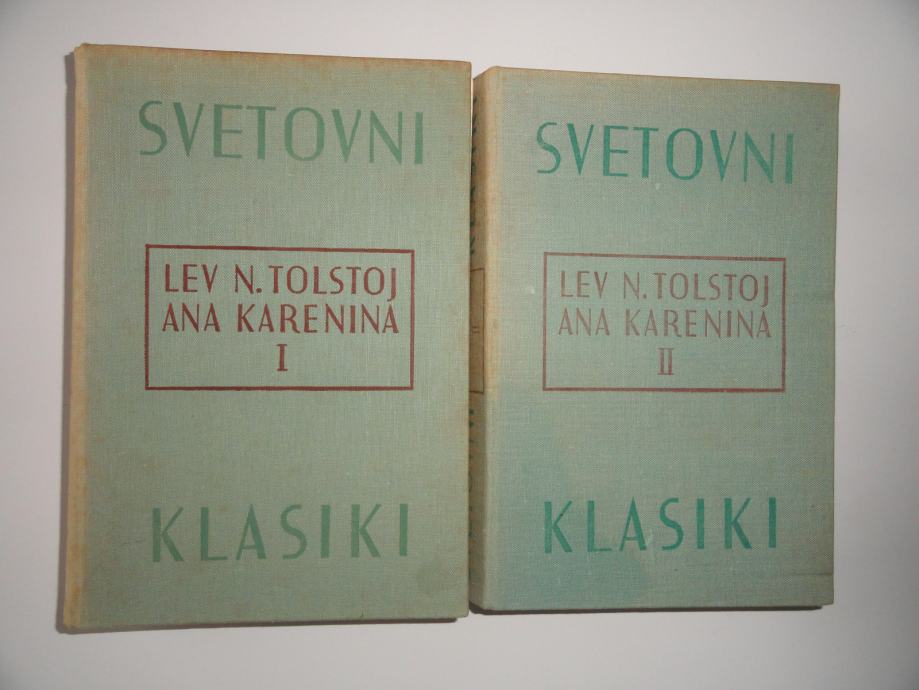 SVETOVNI
LEV N. TOLSTOJ
ANA KARENINA
I
KLASIKI
SVETOVNI
LEV N. TOLSTOJ
ANA KARENINA
II
KLASIKI